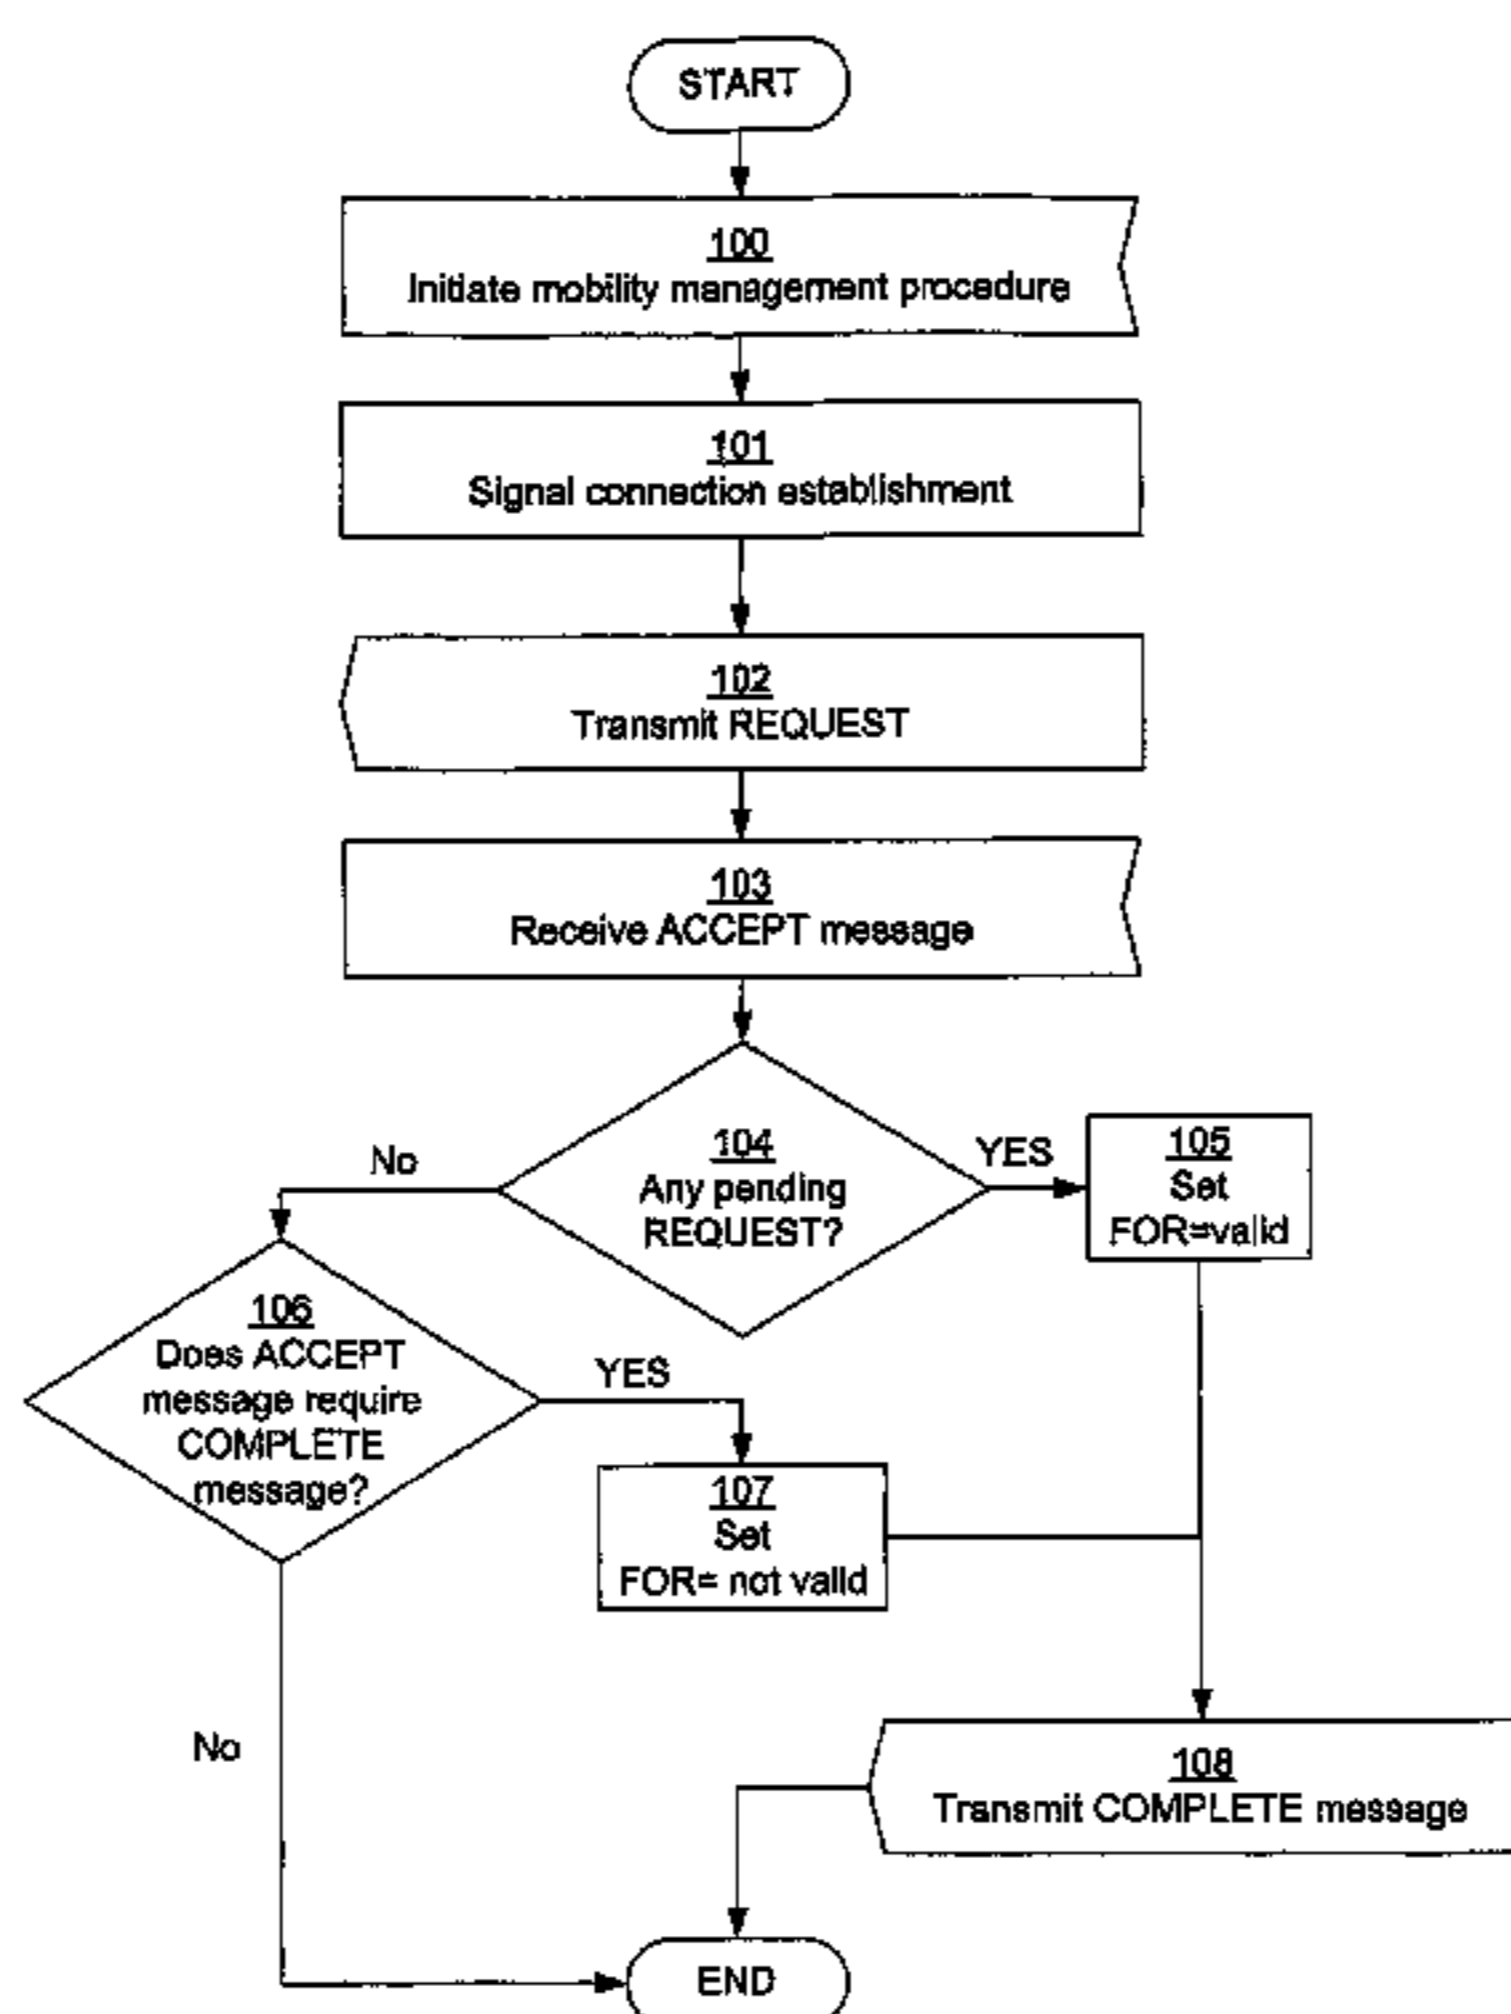 START
100
Initiate mobility management procedure
101
Signal connection establishment
102
Transmit REQUEST
103
Receive ACCEPT message
104
Any pending
REQUEST?
No
YES
105
Set
FOR=valid
106
Does ACCEPT
message require
COMPLETE
message?
YES
107
Set
FOR= not valid
No
108
Transmit COMPLETE message
END